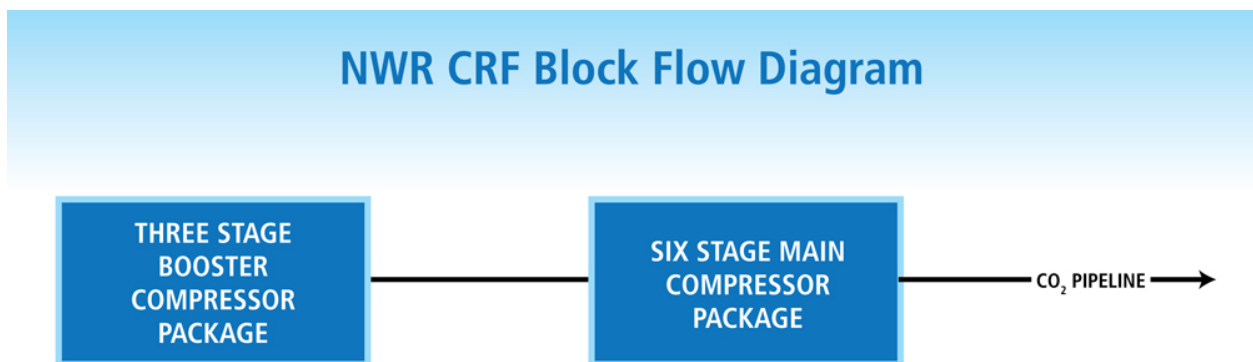 NWR CRF Block Flow Diagram
THREE STAGE
BOOSTER
COMPRESSOR
PACKAGE
SIX STAGE MAIN
COMPRESSOR
PACKAGE
CO₂ PIPELINE